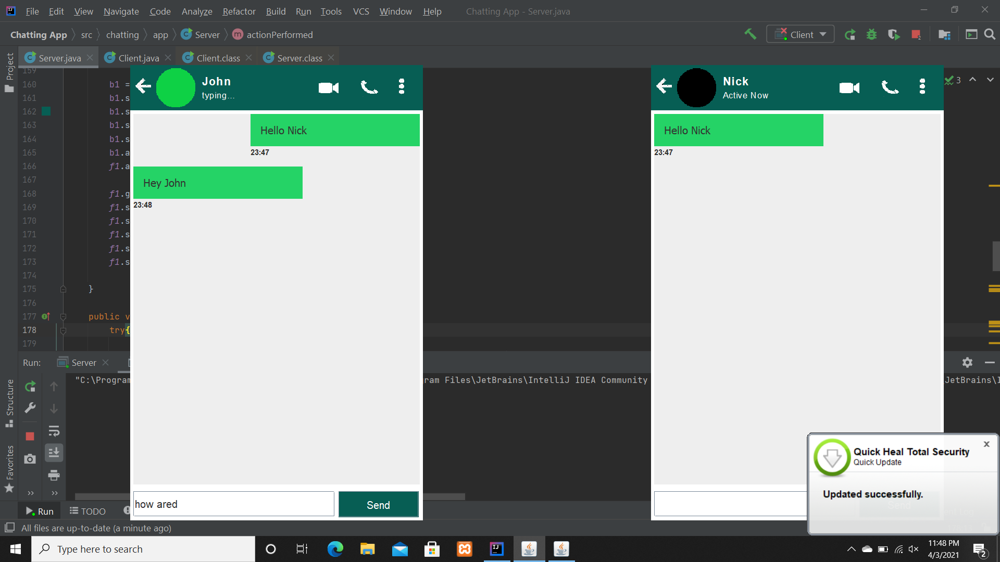 File Edit View Navigate Code Analyze Refactor Build Run Tools VCS Window Help Chatting App - Server.java
Chatting App src chatting app Server actionPerformed Client
Project
Server.java Client.java Client.class Server.class
159
160 b1 =
161 b1.s
162 b1.s
163 b1.s
164 b1.s
165 b1.a
166 f1.a
167
168 f1.g
169 f1.s
170 f1.s
171 f1.s
172 f1.s
173 f1.s
174
175 }
176
177 public v
178 try{
179
3
John
typing...
Hello Nick
23:47
Hey John
23:48
how ared
Send
Nick
Active Now
Hello Nick
23:47
Send
Run: Server
"C:\Program
ram Files\JetBrains\IntelliJ IDEA Community
JetBrains\I
Structure
Favorites
Quick Heal Total Security
Quick Update
Updated successfully.
Run TODO
All files are up-to-date (a minute ago)
Type here to search
11:48 PM
4/3/2021
2